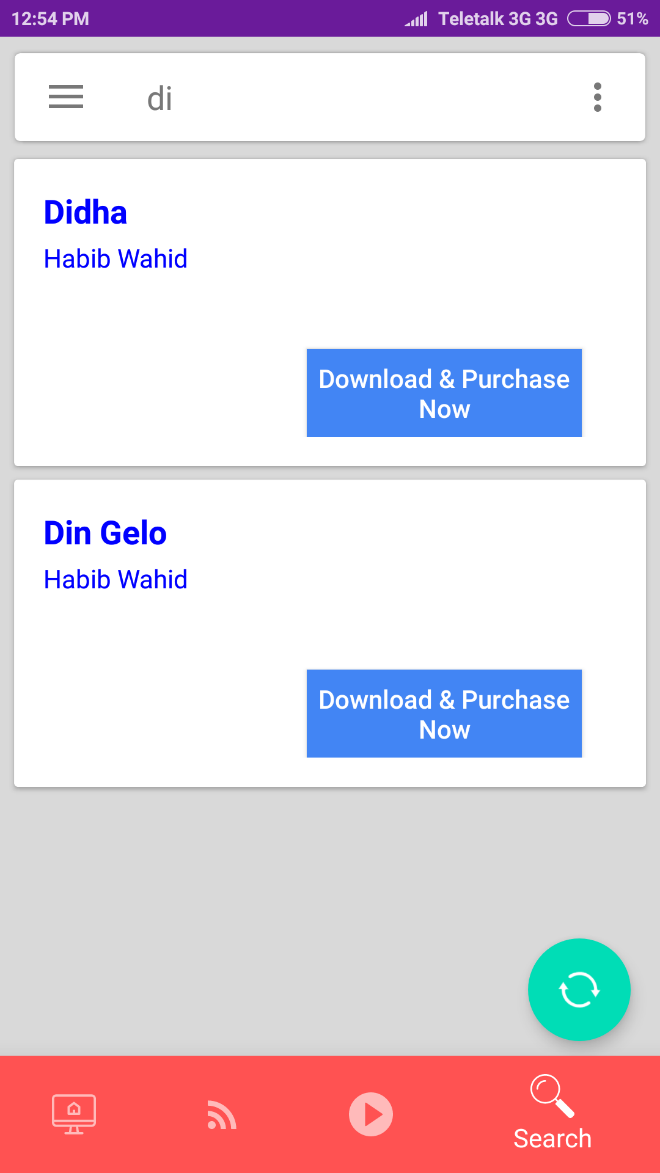 12:54 PM Teletalk 3G 3G 51%
di
Didha
Habib Wahid
Download & Purchase
Now
Din Gelo
Habib Wahid
Download & Purchase
Now
Search